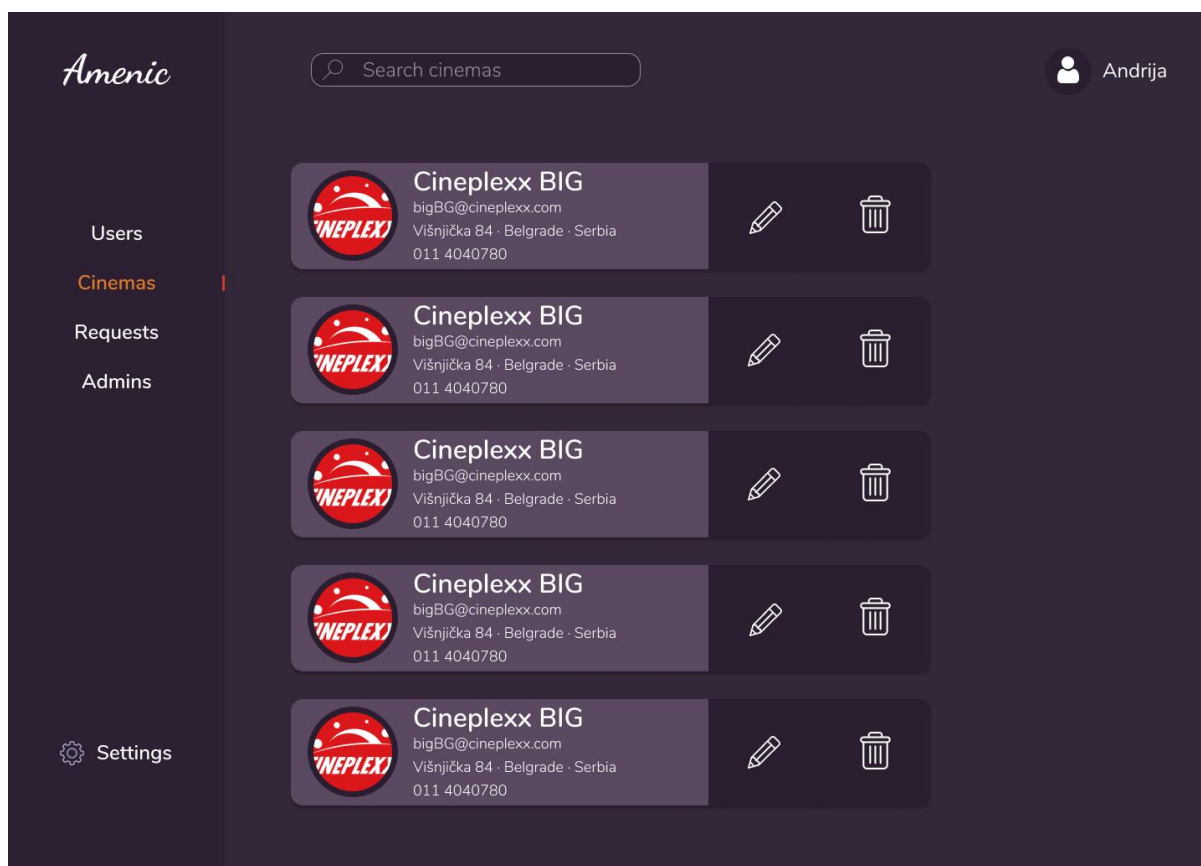 Amenic
Search cinemas
Andrija
Users
Cinemas
Requests
Admins
Settings
Cineplexx BIG
bigBG@cineplexx.com
Višnjička 84 · Belgrade · Serbia
011 4040780
Cineplexx BIG
bigBG@cineplexx.com
Višnjička 84 · Belgrade · Serbia
011 4040780
Cineplexx BIG
bigBG@cineplexx.com
Višnjička 84 · Belgrade · Serbia
011 4040780
Cineplexx BIG
bigBG@cineplexx.com
Višnjička 84 · Belgrade · Serbia
011 4040780
Cineplexx BIG
bigBG@cineplexx.com
Višnjička 84 · Belgrade · Serbia
011 4040780